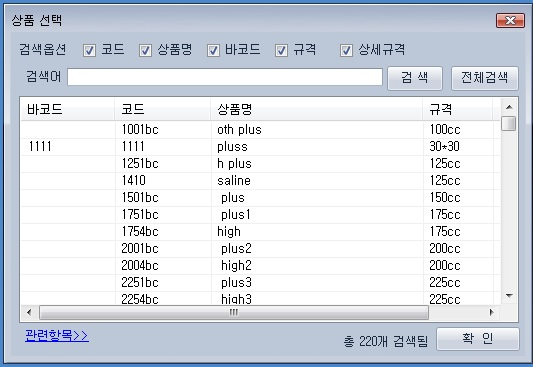 상품 선택
검색옵션 코드 상품명 바코드 규격 상세규격
검색어 검 색 전체검색
바코드 코드 상품명 규격
1001bc oth plus 100cc
1111 1111 pluss 30*30
1251bc h plus 125cc
1410 saline 125cc
1501bc plus 150cc
1751bc plus1 175cc
1754bc high 175cc
2001bc plus2 200cc
2004bc high2 200cc
2251bc plus3 225cc
2254bc high3 225cc
관련항목>> 총 220개 검색됨 확 인